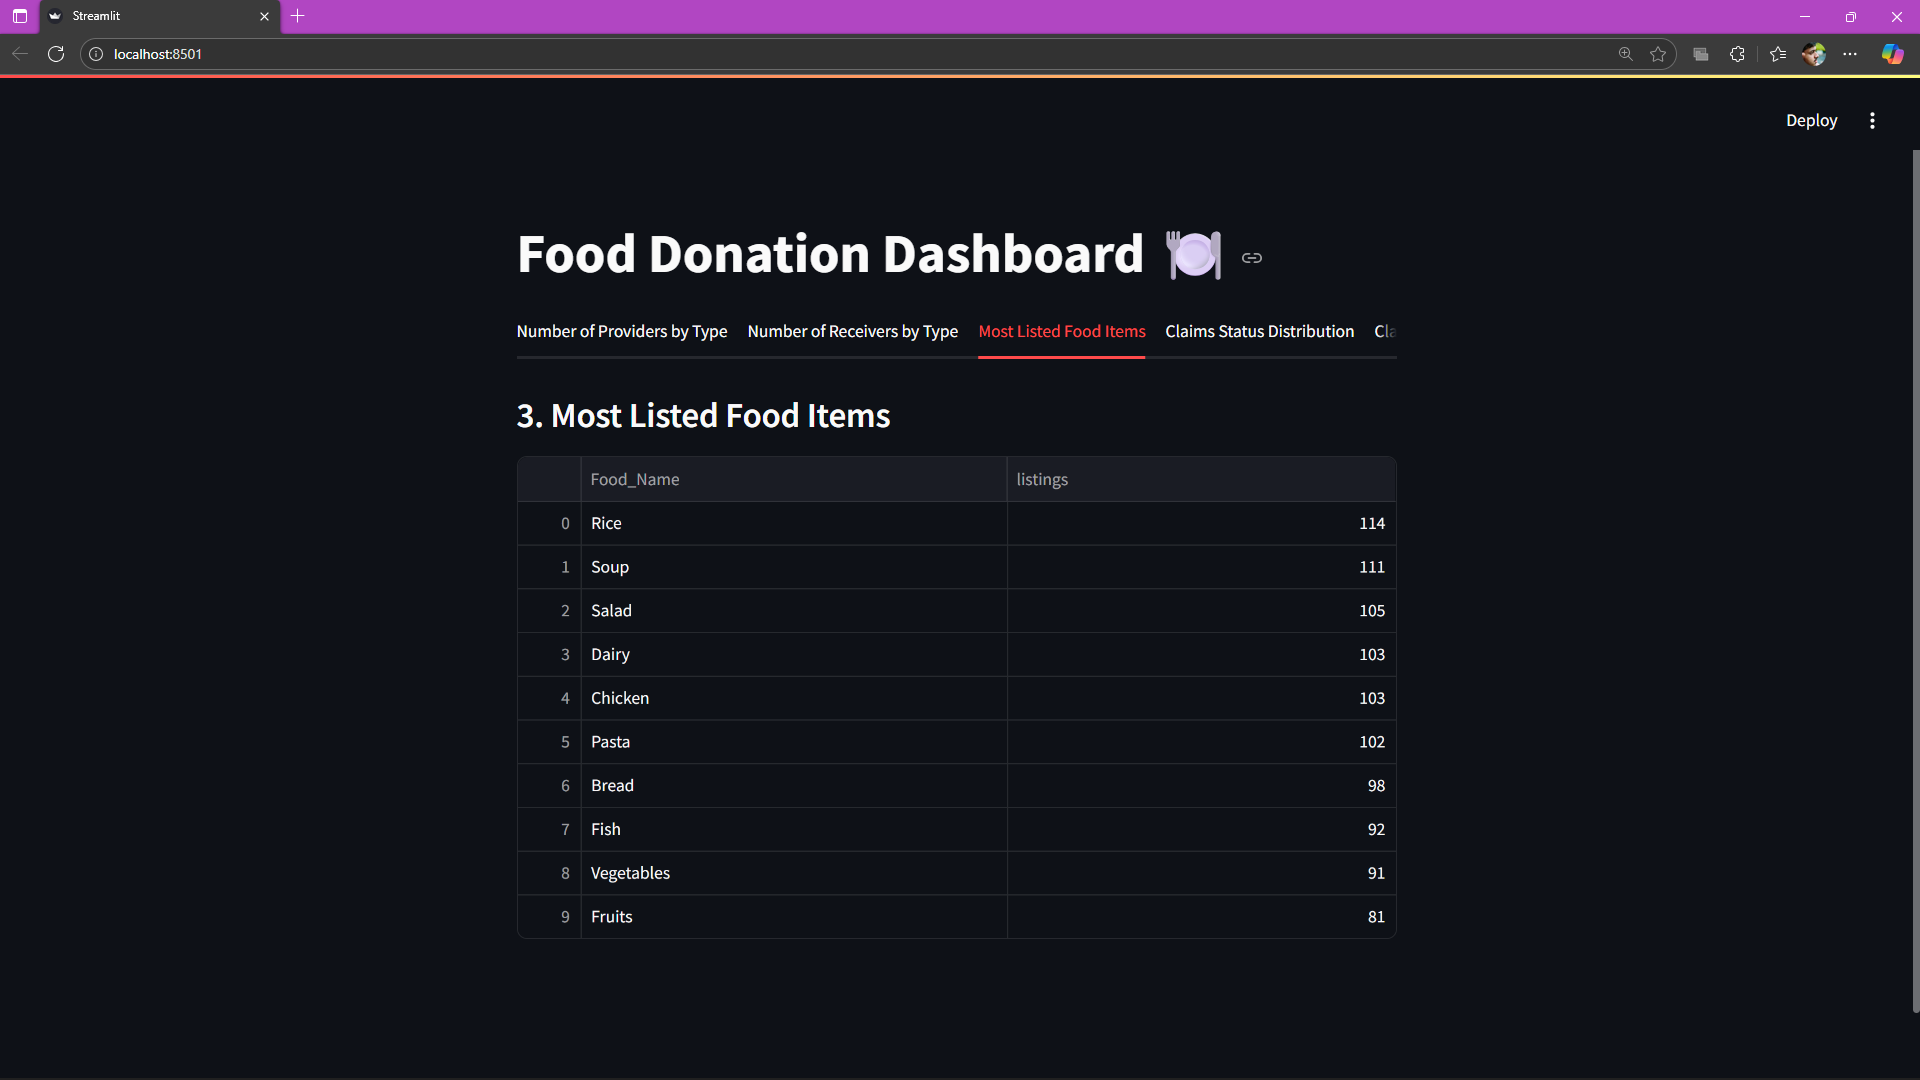 Streamlit
localhost:8501
Deploy
Food Donation Dashboard
Number of Providers by Type Number of Receivers by Type Most Listed Food Items Claims Status Distribution Cla
3. Most Listed Food Items
Food_Name listings
0 Rice 114
1 Soup 111
2 Salad 105
3 Dairy 103
4 Chicken 103
5 Pasta 102
6 Bread 98
7 Fish 92
8 Vegetables 91
9 Fruits 81